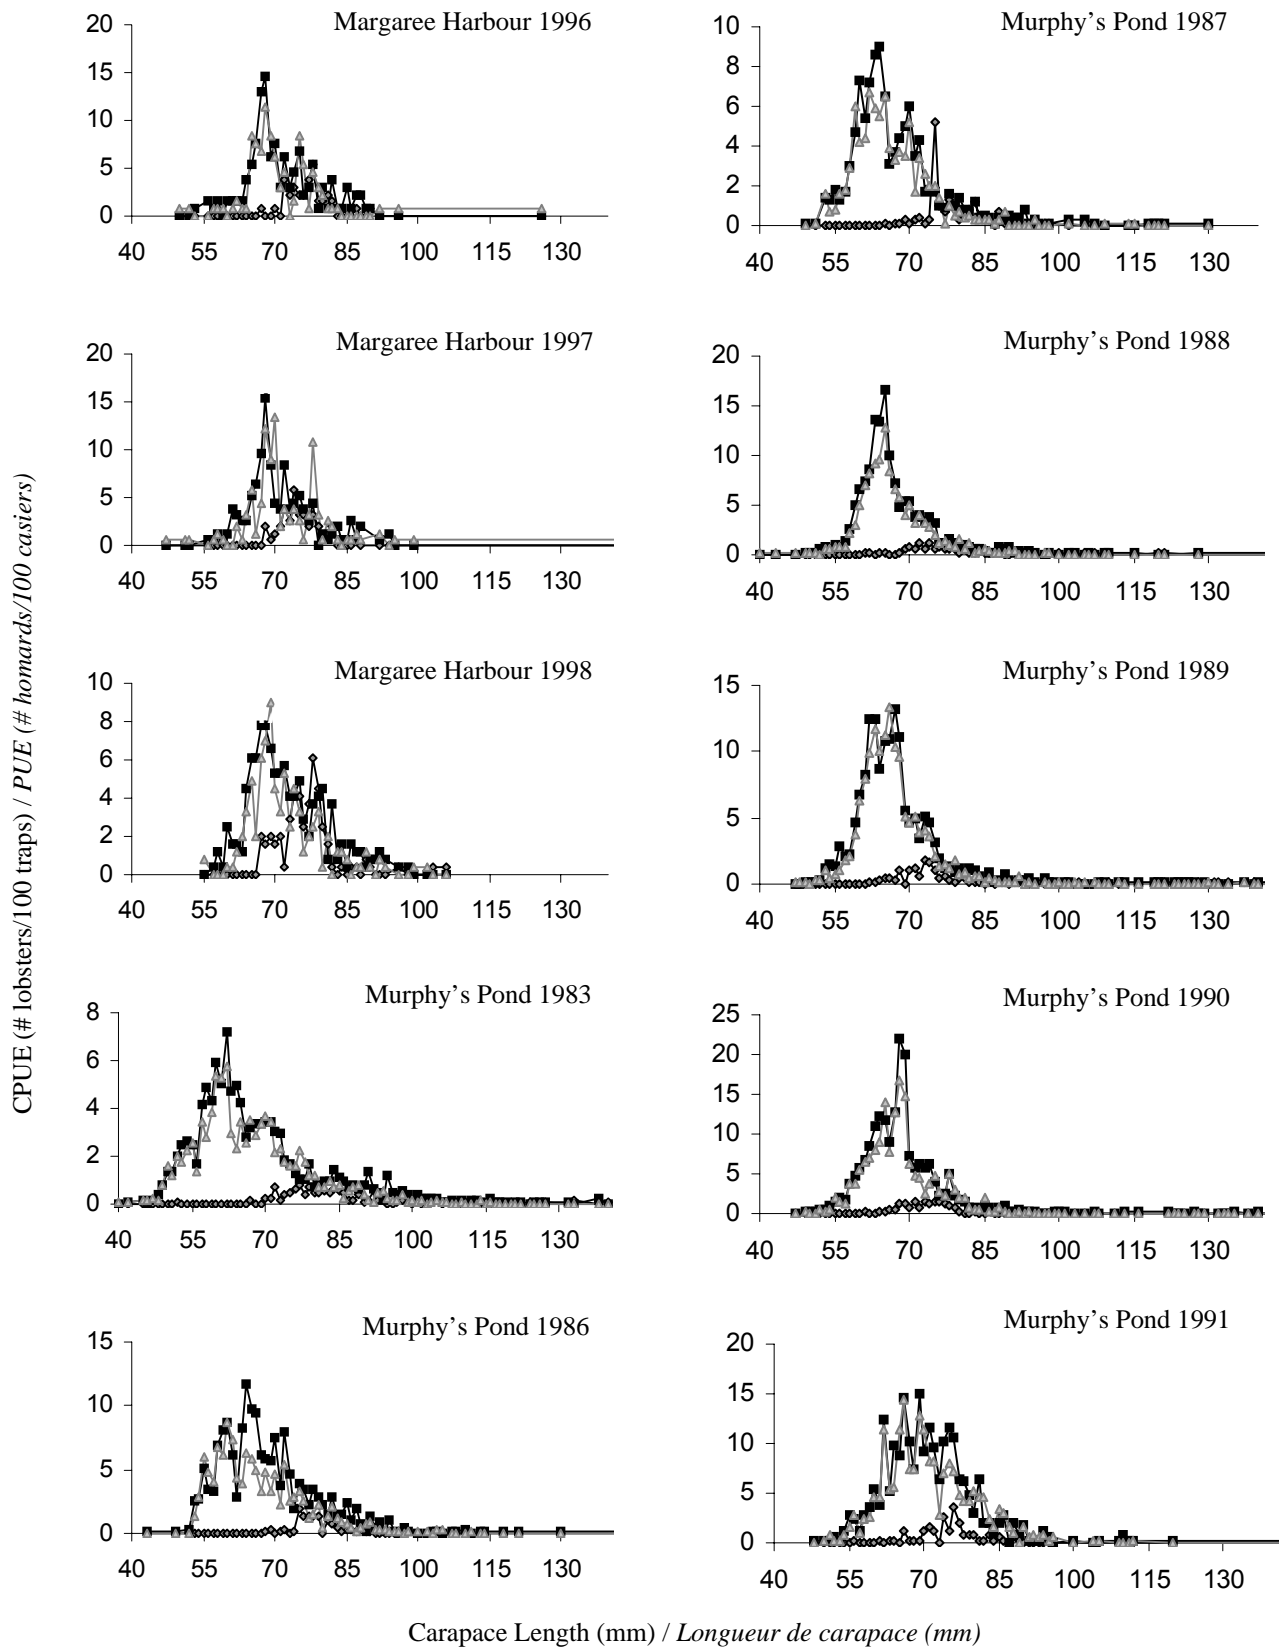 CPUE (# lobsters/100 traps) / PUE (# homards/100 casiers)
Margaree Harbour 1996
20
15
10
5
0
40 55 70 85 100 115 130
Margaree Harbour 1997
20
15
10
5
0
40 55 70 85 100 115 130
Margaree Harbour 1998
10
8
6
4
2
0
40 55 70 85 100 115 130
Murphy's Pond 1983
8
6
4
2
0
40 55 70 85 100 115 130
Murphy's Pond 1986
15
10
5
0
40 55 70 85 100 115 130
Murphy's Pond 1987
10
8
6
4
2
0
40 55 70 85 100 115 130
Murphy's Pond 1988
20
15
10
5
0
40 55 70 85 100 115 130
Murphy's Pond 1989
15
10
5
0
40 55 70 85 100 115 130
Murphy's Pond 1990
25
20
15
10
5
0
40 55 70 85 100 115 130
Murphy's Pond 1991
20
15
10
5
0
40 55 70 85 100 115 130
Carapace Length (mm) / Longueur de carapace (mm)